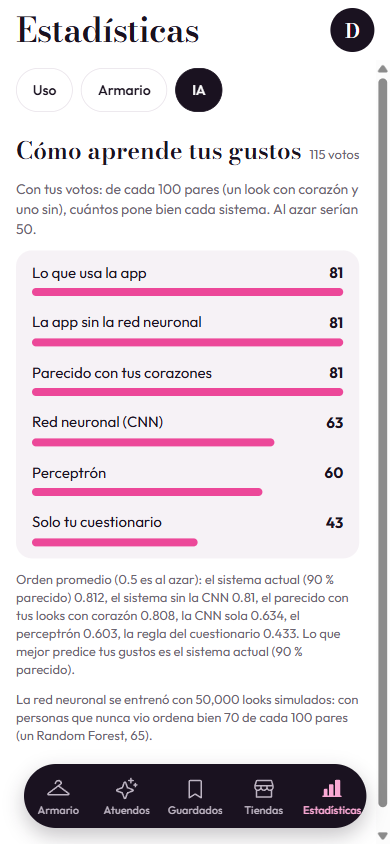 Estadísticas
D
Uso
Armario
IA
Cómo aprende tus gustos 115 votos
Con tus votos: de cada 100 pares (un look con corazón y
uno sin), cuántos pone bien cada sistema. Al azar serían
50.
Lo que usa la app 81
La app sin la red neuronal 81
Parecido con tus corazones 81
Red neuronal (CNN) 63
Perceptrón 60
Solo tu cuestionario 43
Orden promedio (0.5 es al azar): el sistema actual (90 %
parecido) 0.812, el sistema sin la CNN 0.81, el parecido con
tus looks con corazón 0.808, la CNN sola 0.634, el
perceptrón 0.603, la regla del cuestionario 0.433. Lo que
mejor predice tus gustos es el sistema actual (90 %
parecido).
La red neuronal se entrenó con 50,000 looks simulados: con
personas que nunca vio ordena bien 70 de cada 100 pares
(un Random Forest, 65).
Armario
Atuendos
Guardados
Tiendas
Estadísticas